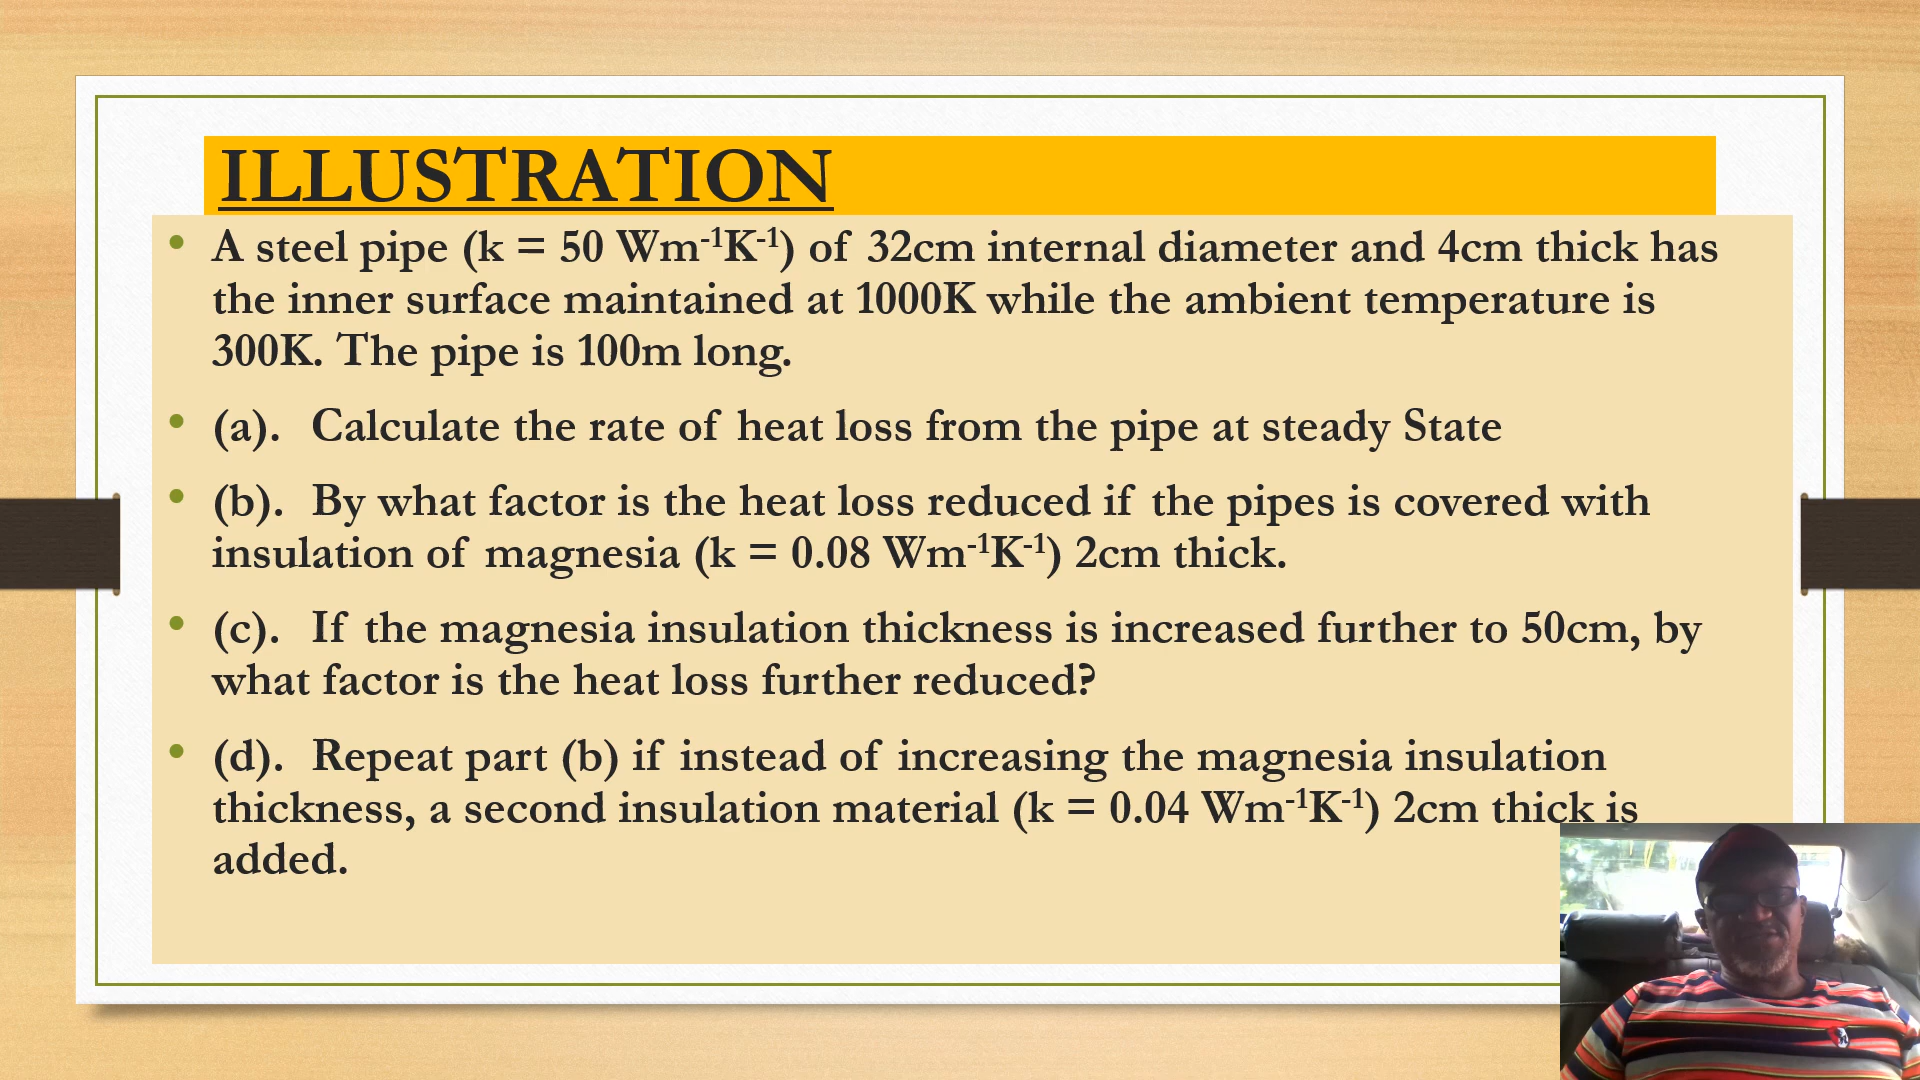 ILLUSTRATION
• A steel pipe (k = 50 Wm⁻¹K⁻¹) of 32cm internal diameter and 4cm thick has
the inner surface maintained at 1000K while the ambient temperature is
300K. The pipe is 100m long.
• (a). Calculate the rate of heat loss from the pipe at steady State
• (b). By what factor is the heat loss reduced if the pipes is covered with
insulation of magnesia (k = 0.08 Wm⁻¹K⁻¹) 2cm thick.
• (c). If the magnesia insulation thickness is increased further to 50cm, by
what factor is the heat loss further reduced?
• (d). Repeat part (b) if instead of increasing the magnesia insulation
thickness, a second insulation material (k = 0.04 Wm⁻¹K⁻¹) 2cm thick is
added.